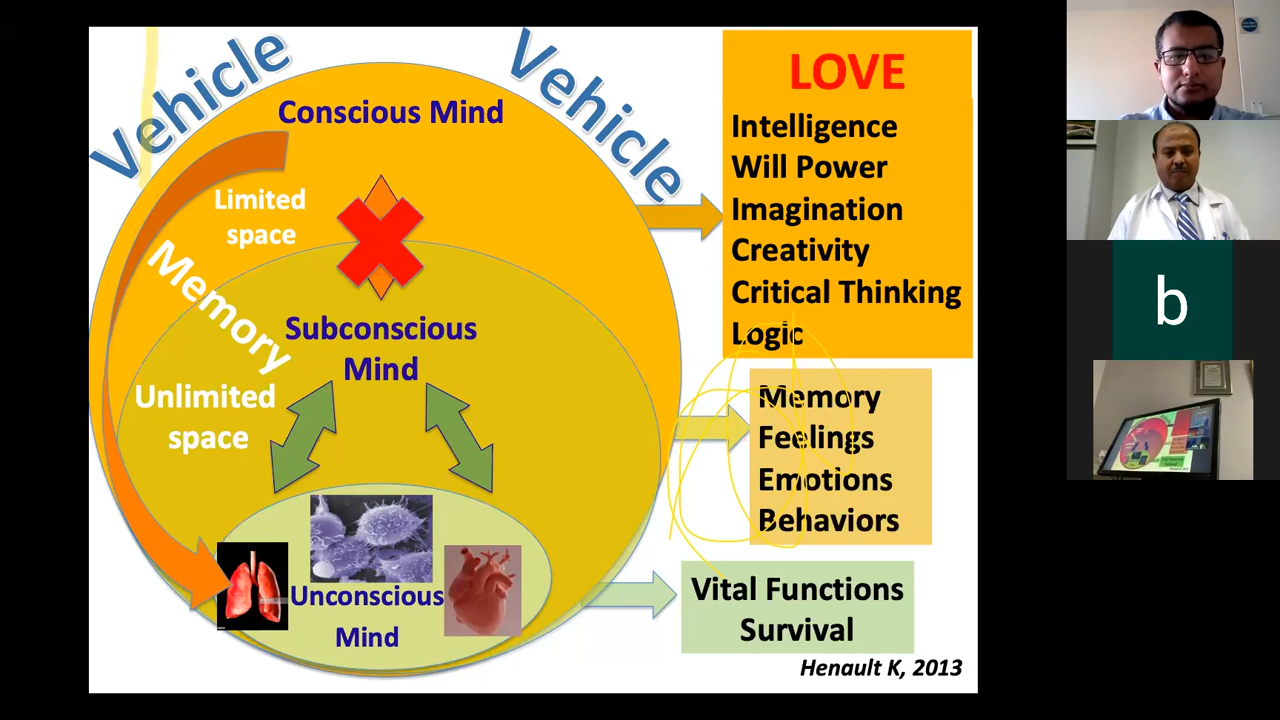 Vehicle
Vehicle
Conscious Mind
Limited
space
Memory
Subconscious
Mind
Unlimited
space
Unconscious
Mind
LOVE
Intelligence
Will Power
Imagination
Creativity
Critical Thinking
Logic
Memory
Feelings
Emotions
Behaviors
Vital Functions
Survival
Henault K, 2013
b